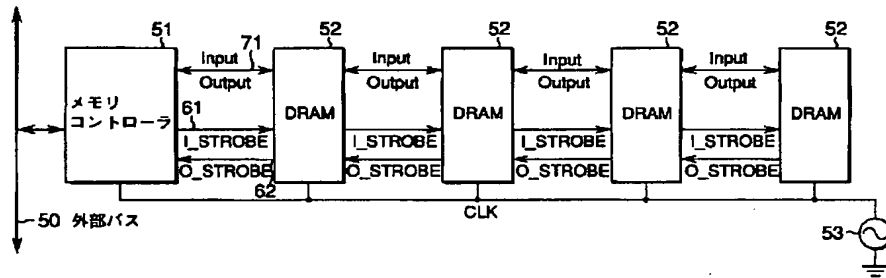 51
52
52
52
52
Input
71
Input
Input
Input
Output
Output
Output
Output
メモリ
コントローラ
61
DRAM
DRAM
DRAM
DRAM
I_STROBE
I_STROBE
I_STROBE
I_STROBE
O_STROBE
O_STROBE
O_STROBE
O_STROBE
62
CLK
50 外部バス
53